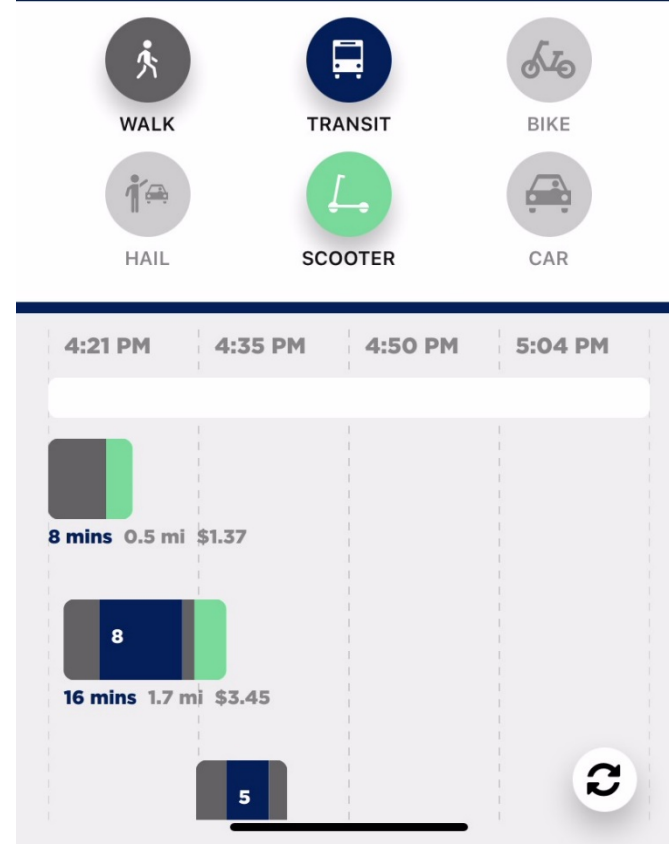 WALK TRANSIT BIKE
HAIL SCOOTER CAR
4:21 PM 4:35 PM 4:50 PM 5:04 PM
8 mins 0.5 mi $1.37
8
16 mins 1.7 mi $3.45
5